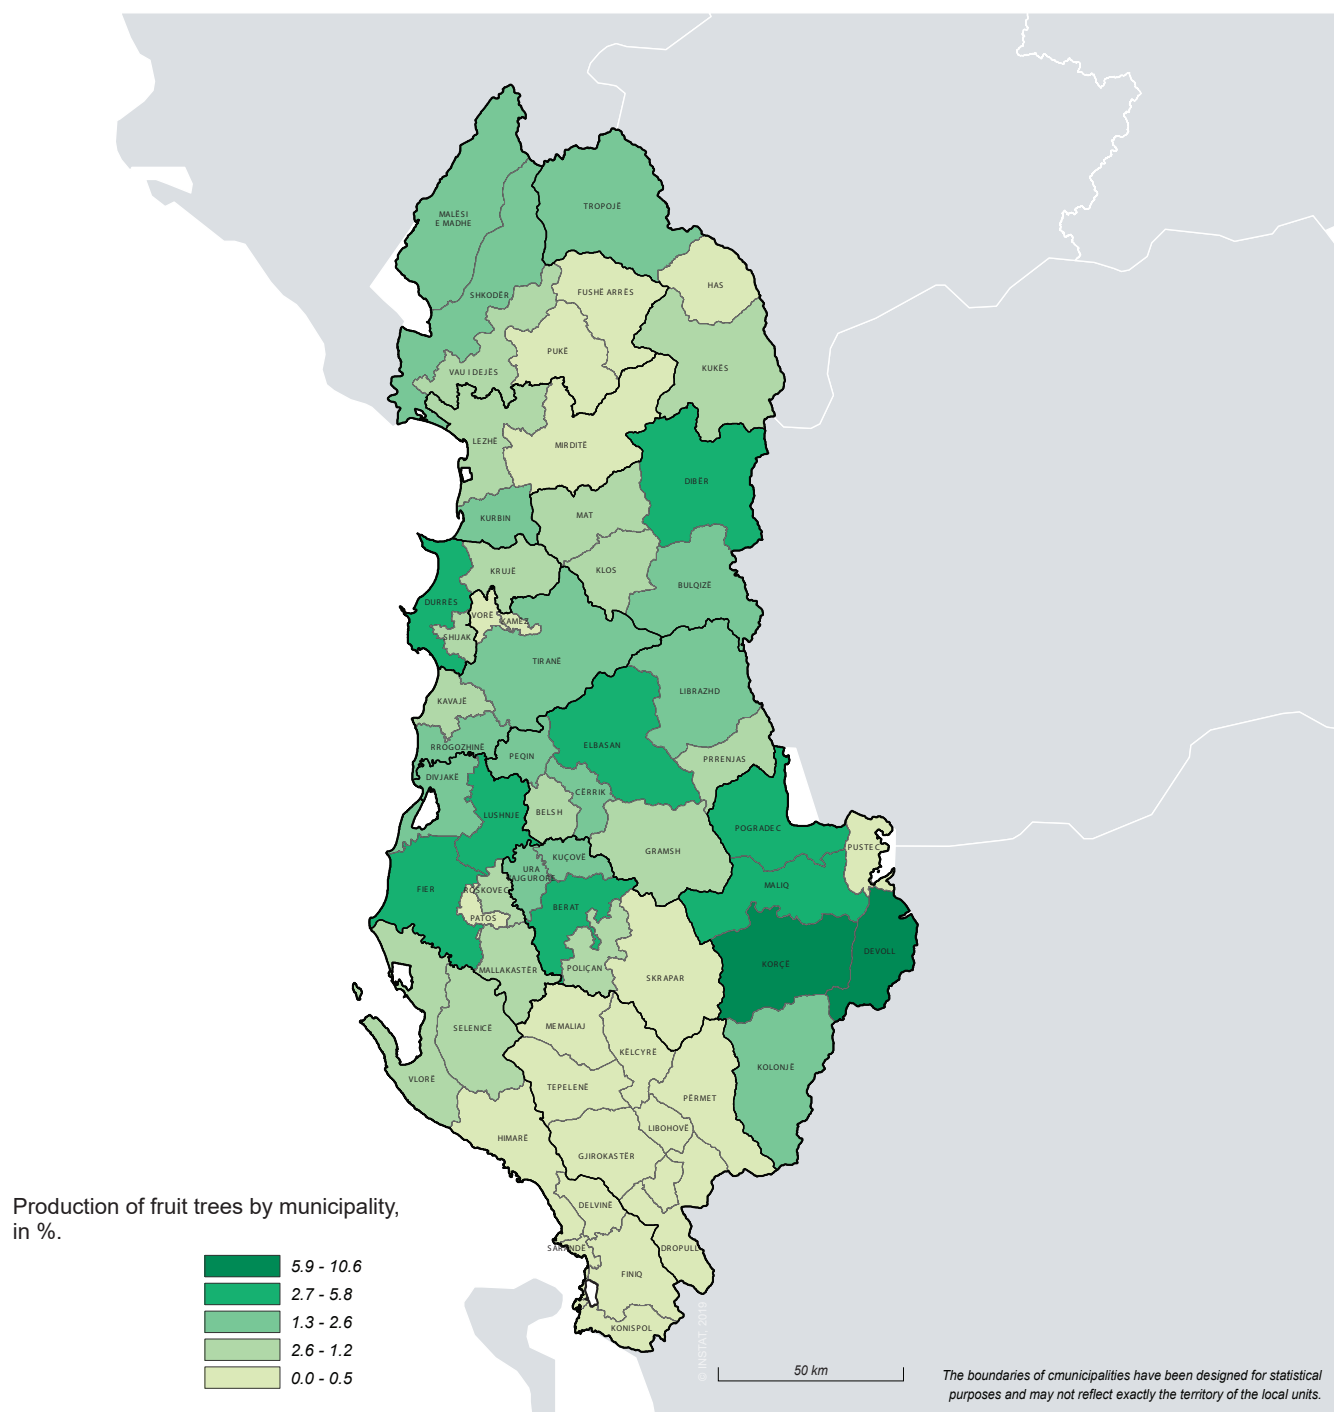 MALËSI
E MADHE
TROPOJË
SHKODËR
FUSHË ARRËS
HAS
PUKË
VAU I DEJËS
KUKËS
LEZHË
MIRDITË
DIBËR
KURBIN
MAT
KRUJË
KLOS
BULQIZË
DURRËS
VORË
KAMËZ
SHIJAK
TIRANË
LIBRAZHD
KAVAJË
RROGOZHINË
ELBASAN
PEQIN
PRRENJAS
DIVJAKË
CËRRIK
LUSHNJE
BELSH
POGRADEC
PUSTEC
GRAMSH
KUÇOVË
URA
VAJGURORE
MALIQ
FIER
ROSKOVEC
BERAT
PATOS
DEVOLL
KORÇË
MALLAKASTËR
POLIÇAN
SKRAPAR
SELENICË
MEMALIAJ
KËLCYRË
KOLONJË
VLORË
TEPELENË
PËRMET
LIBOHOVË
HIMARË
GJIROKASTËR
DELVINË
SARANDË
DROPULL
FINIQ
KONISPOL
Production of fruit trees by municipality,
in %.
5.9 - 10.6
2.7 - 5.8
1.3 - 2.6
2.6 - 1.2
0.0 - 0.5
© INSTAT, 2019
50 km
The boundaries of cmunicipalities have been designed for statistical
purposes and may not reflect exactly the territory of the local units.